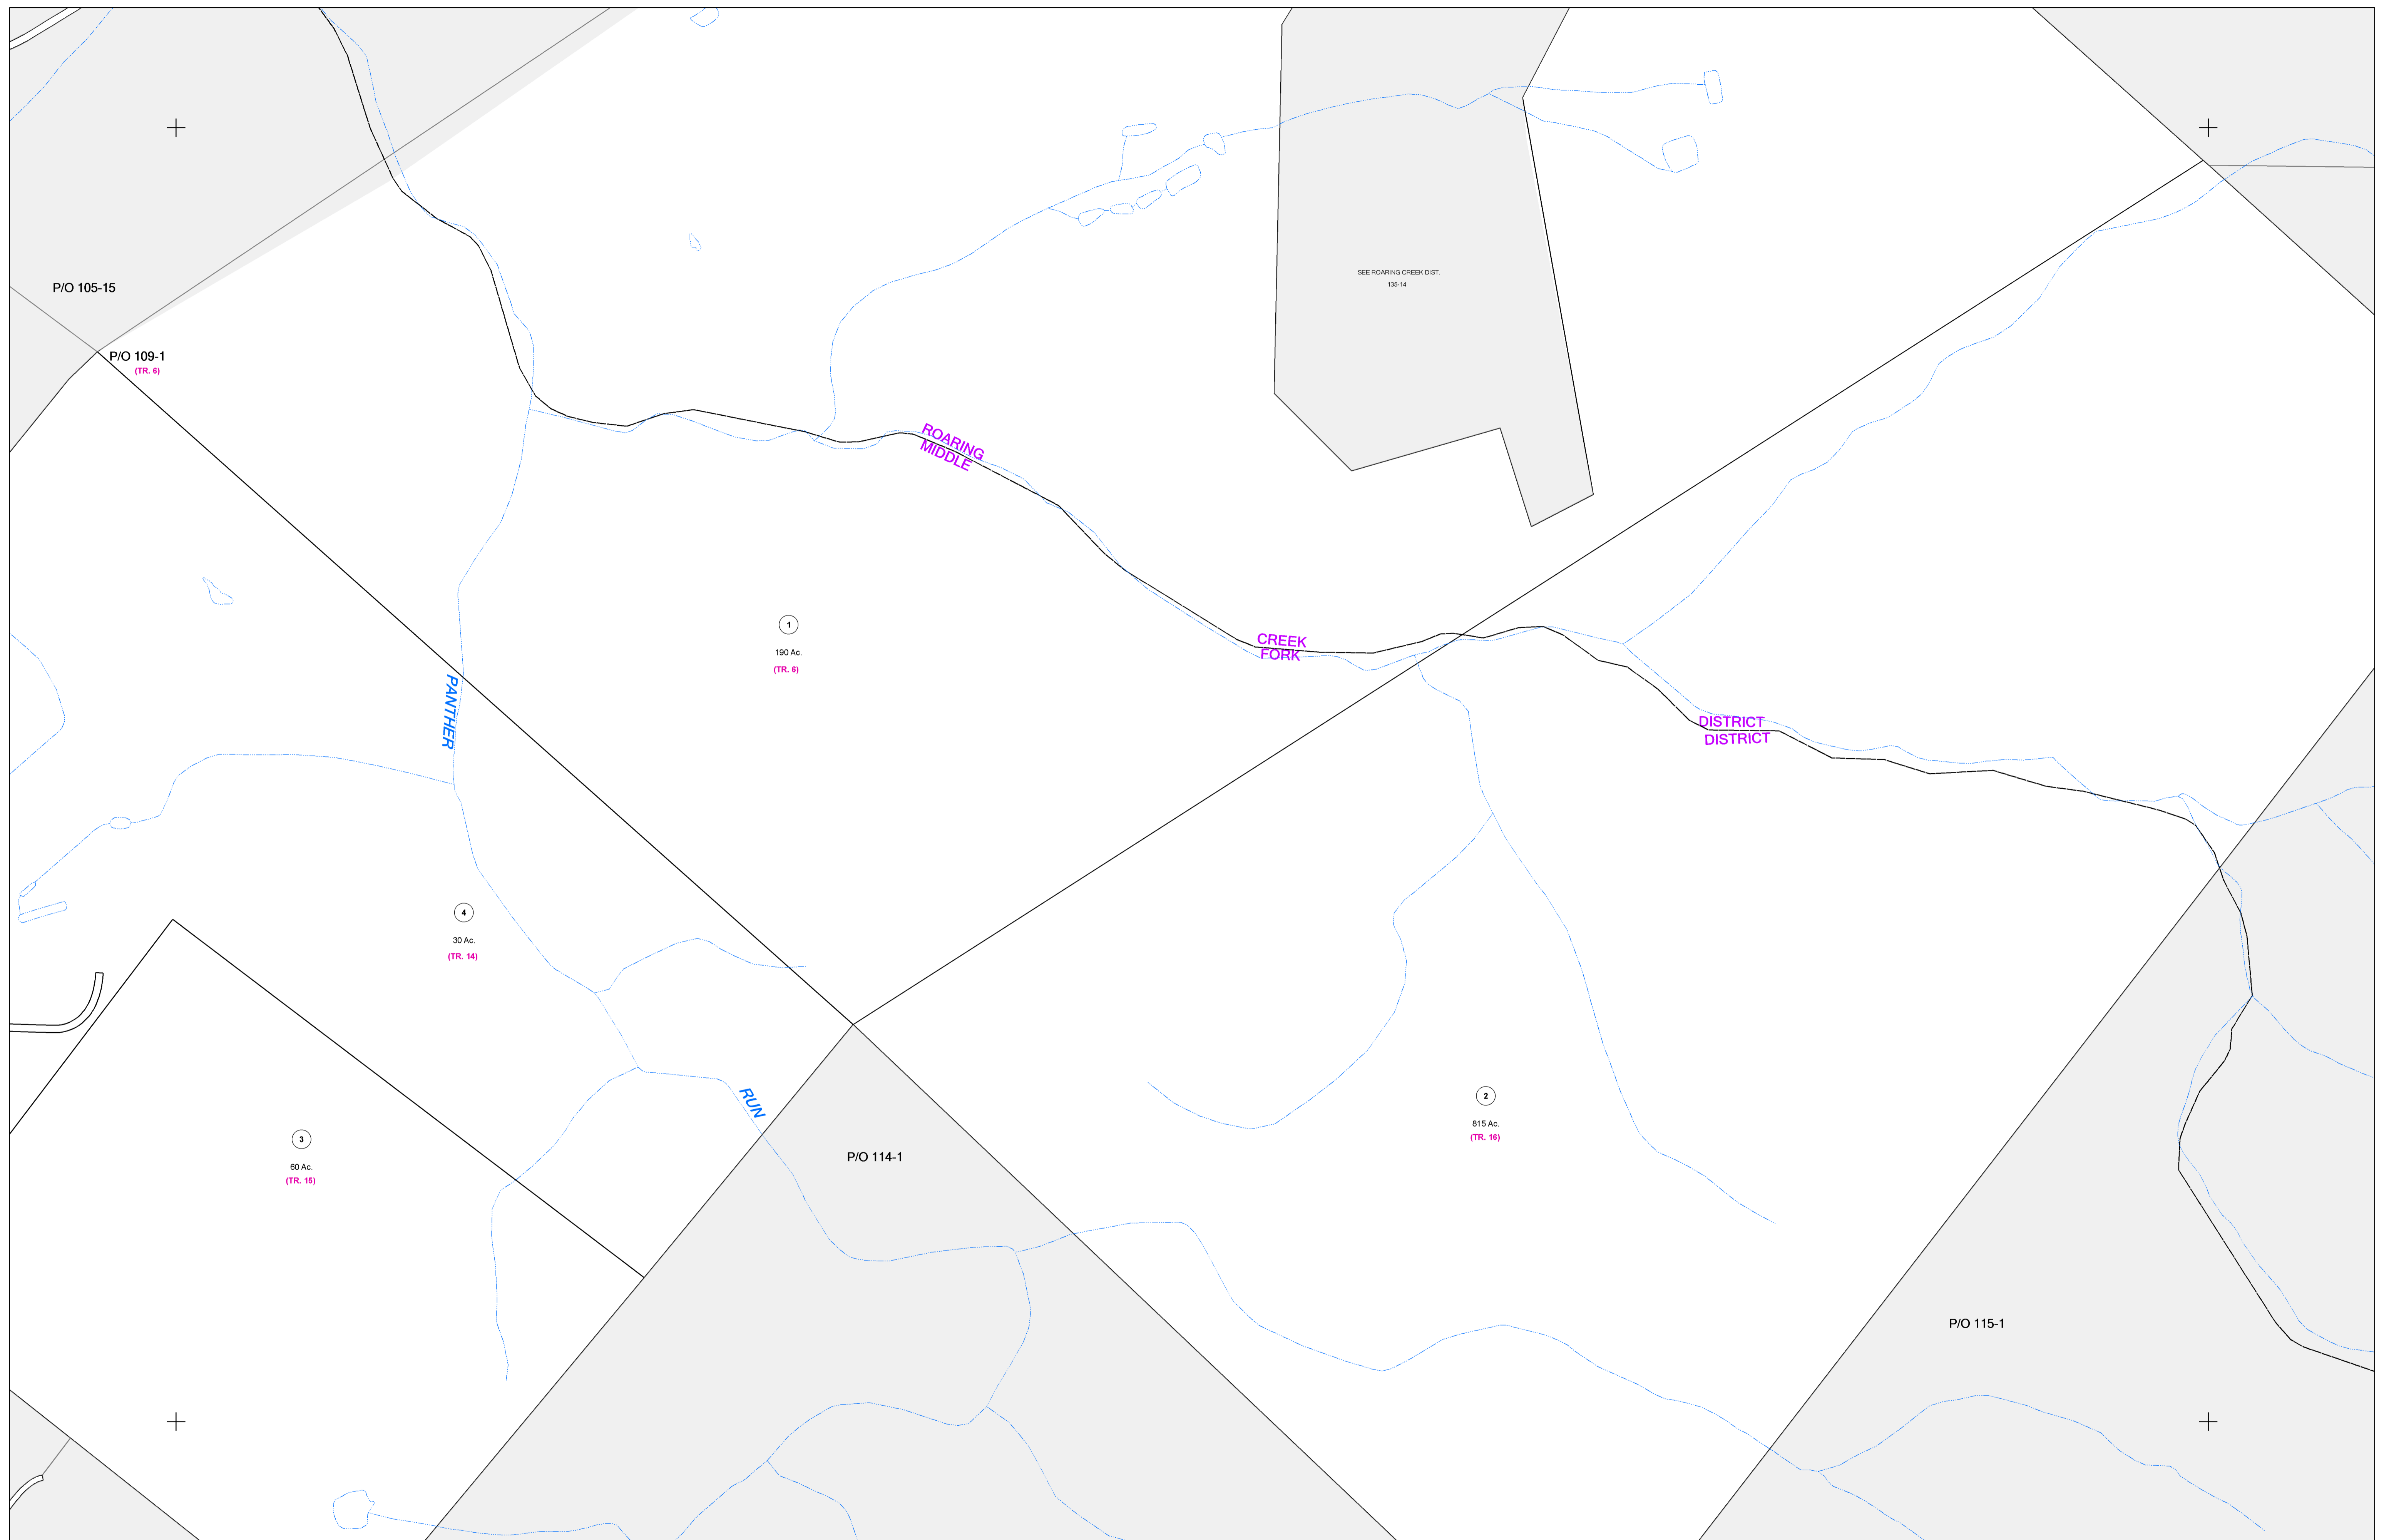 SEE ROARING CREEK DIST.
135-14
P/O 105-15
P/O 109-1
(TR. 6)
ROARING
MIDDLE
1
190 Ac.
(TR. 6)
CREEK
FORK
PANTHER
DISTRICT
DISTRICT
4
30 Ac.
(TR. 14)
RUN
2
815 Ac.
(TR. 16)
3
60 Ac.
(TR. 15)
P/O 114-1
P/O 115-1